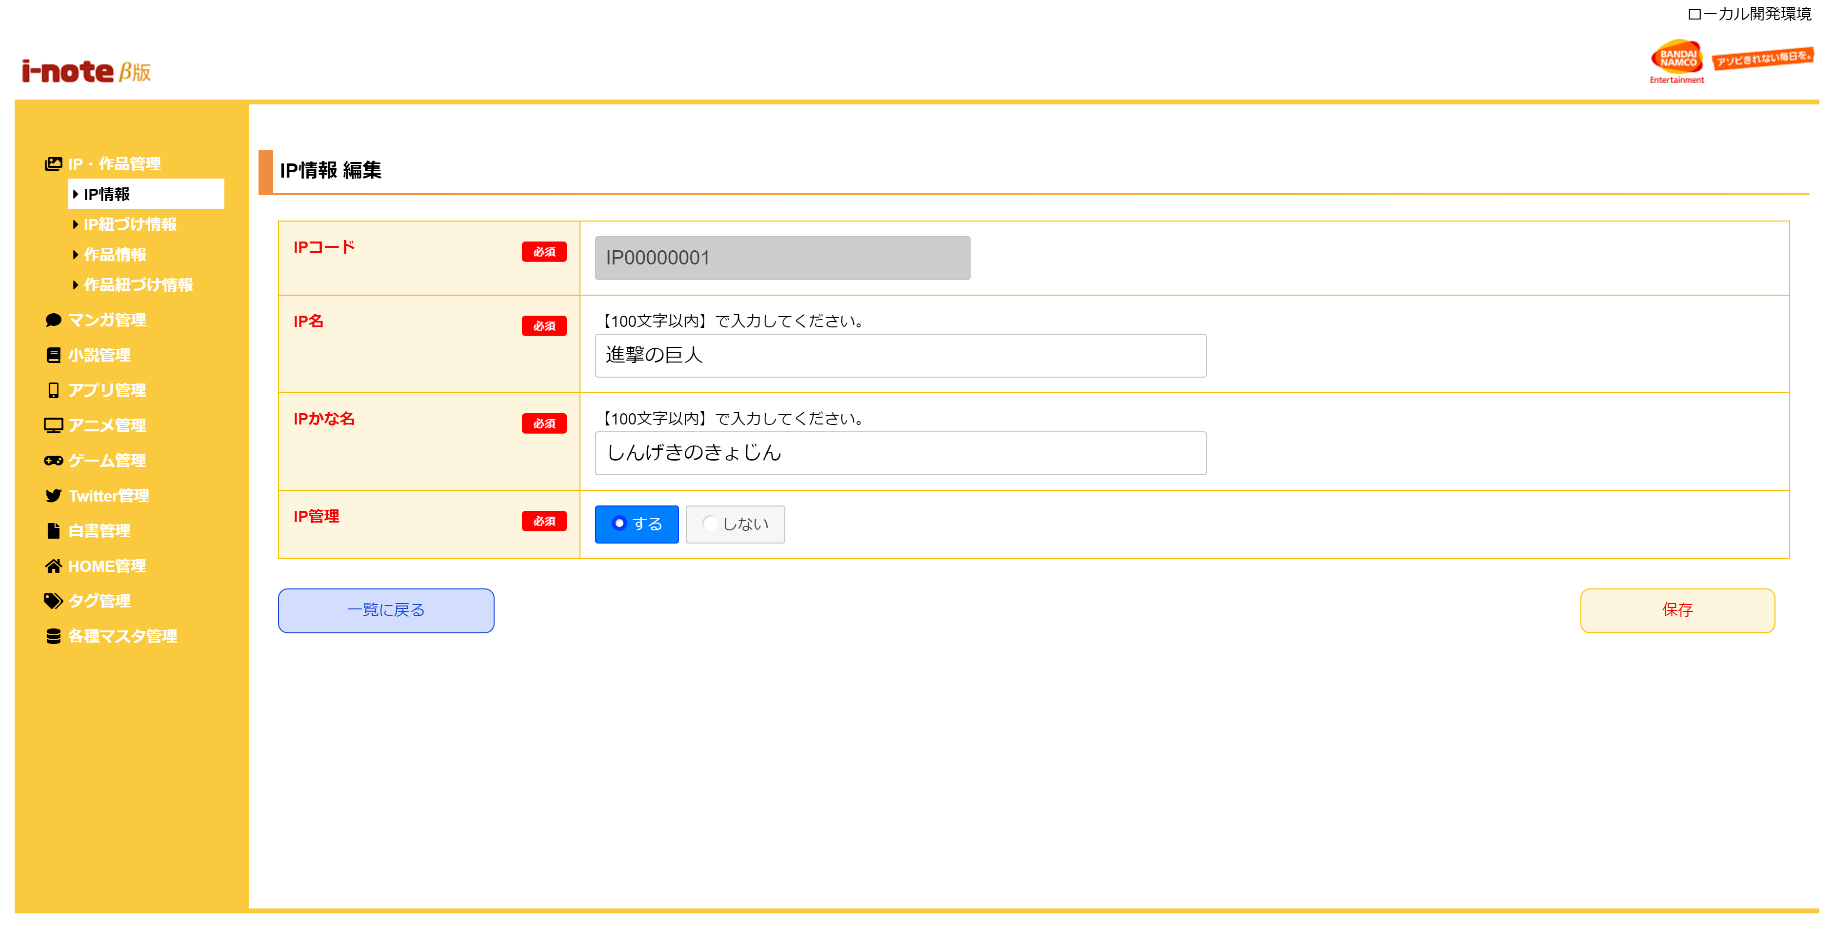 ローカル開発環境
i-note β版
BANDAI
NAMCO
Entertainment
アソビきれない毎日を。
IP・作品管理
IP情報
IP紐づけ情報
作品情報
作品紐づけ情報
マンガ管理
小説管理
アプリ管理
アニメ管理
ゲーム管理
Twitter管理
白書管理
HOME管理
タグ管理
各種マスタ管理
IP情報 編集
IPコード 必須 IP00000001
IP名 必須
【100文字以内】で入力してください。
進撃の巨人
IPかな名 必須
【100文字以内】で入力してください。
しんげきのきょじん
IP管理 必須 する しない
一覧に戻る 保存